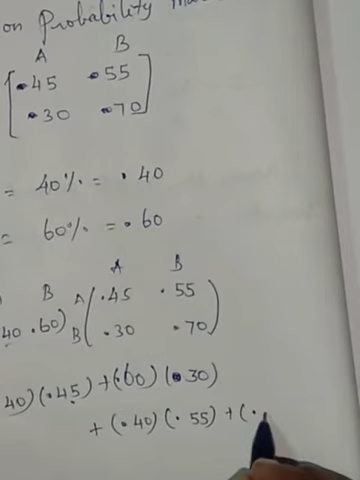 on Probability
A B
.45 .55
.30 .70
= 40% = .40
= 60% = .60
A B
B A .45 .55
40 .60) B .30 .70
40)(.45) + (.60)(.30)
+ (.40)(.55) + (.